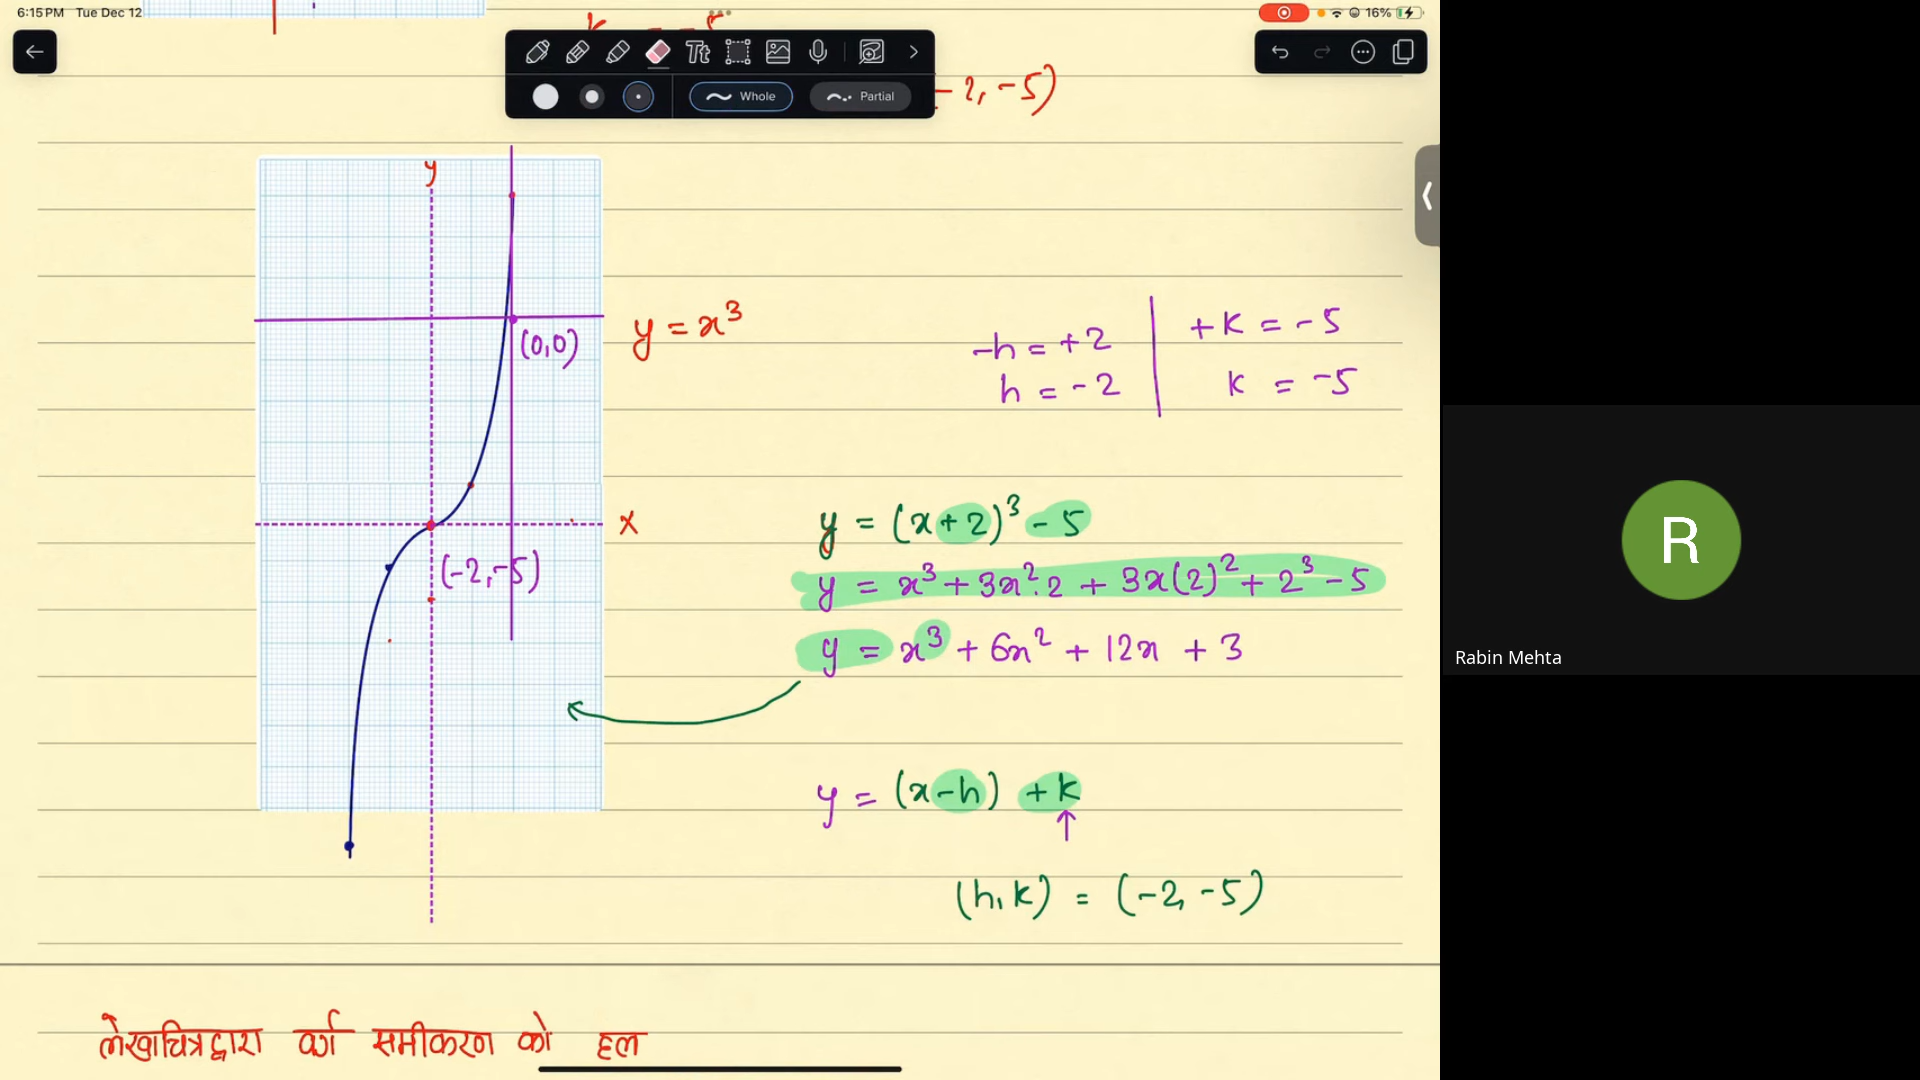 6:15 PM Tue Dec 12
16%
Tt
Whole
Partial
-2, -5)
y
(0,0)
y = x³
-h = +2
h = -2
+k = -5
k = -5
x
(-2,-5)
y = (x+2)³ - 5
y = x³ + 3x².2 + 3x(2)² + 2³ - 5
y = x³ + 6x² + 12x + 3
y = (x-h) + k
(h,k) = (-2, -5)
R
Rabin Mehta
लेखाचित्रद्वारा वर्ग समीकरण को हल